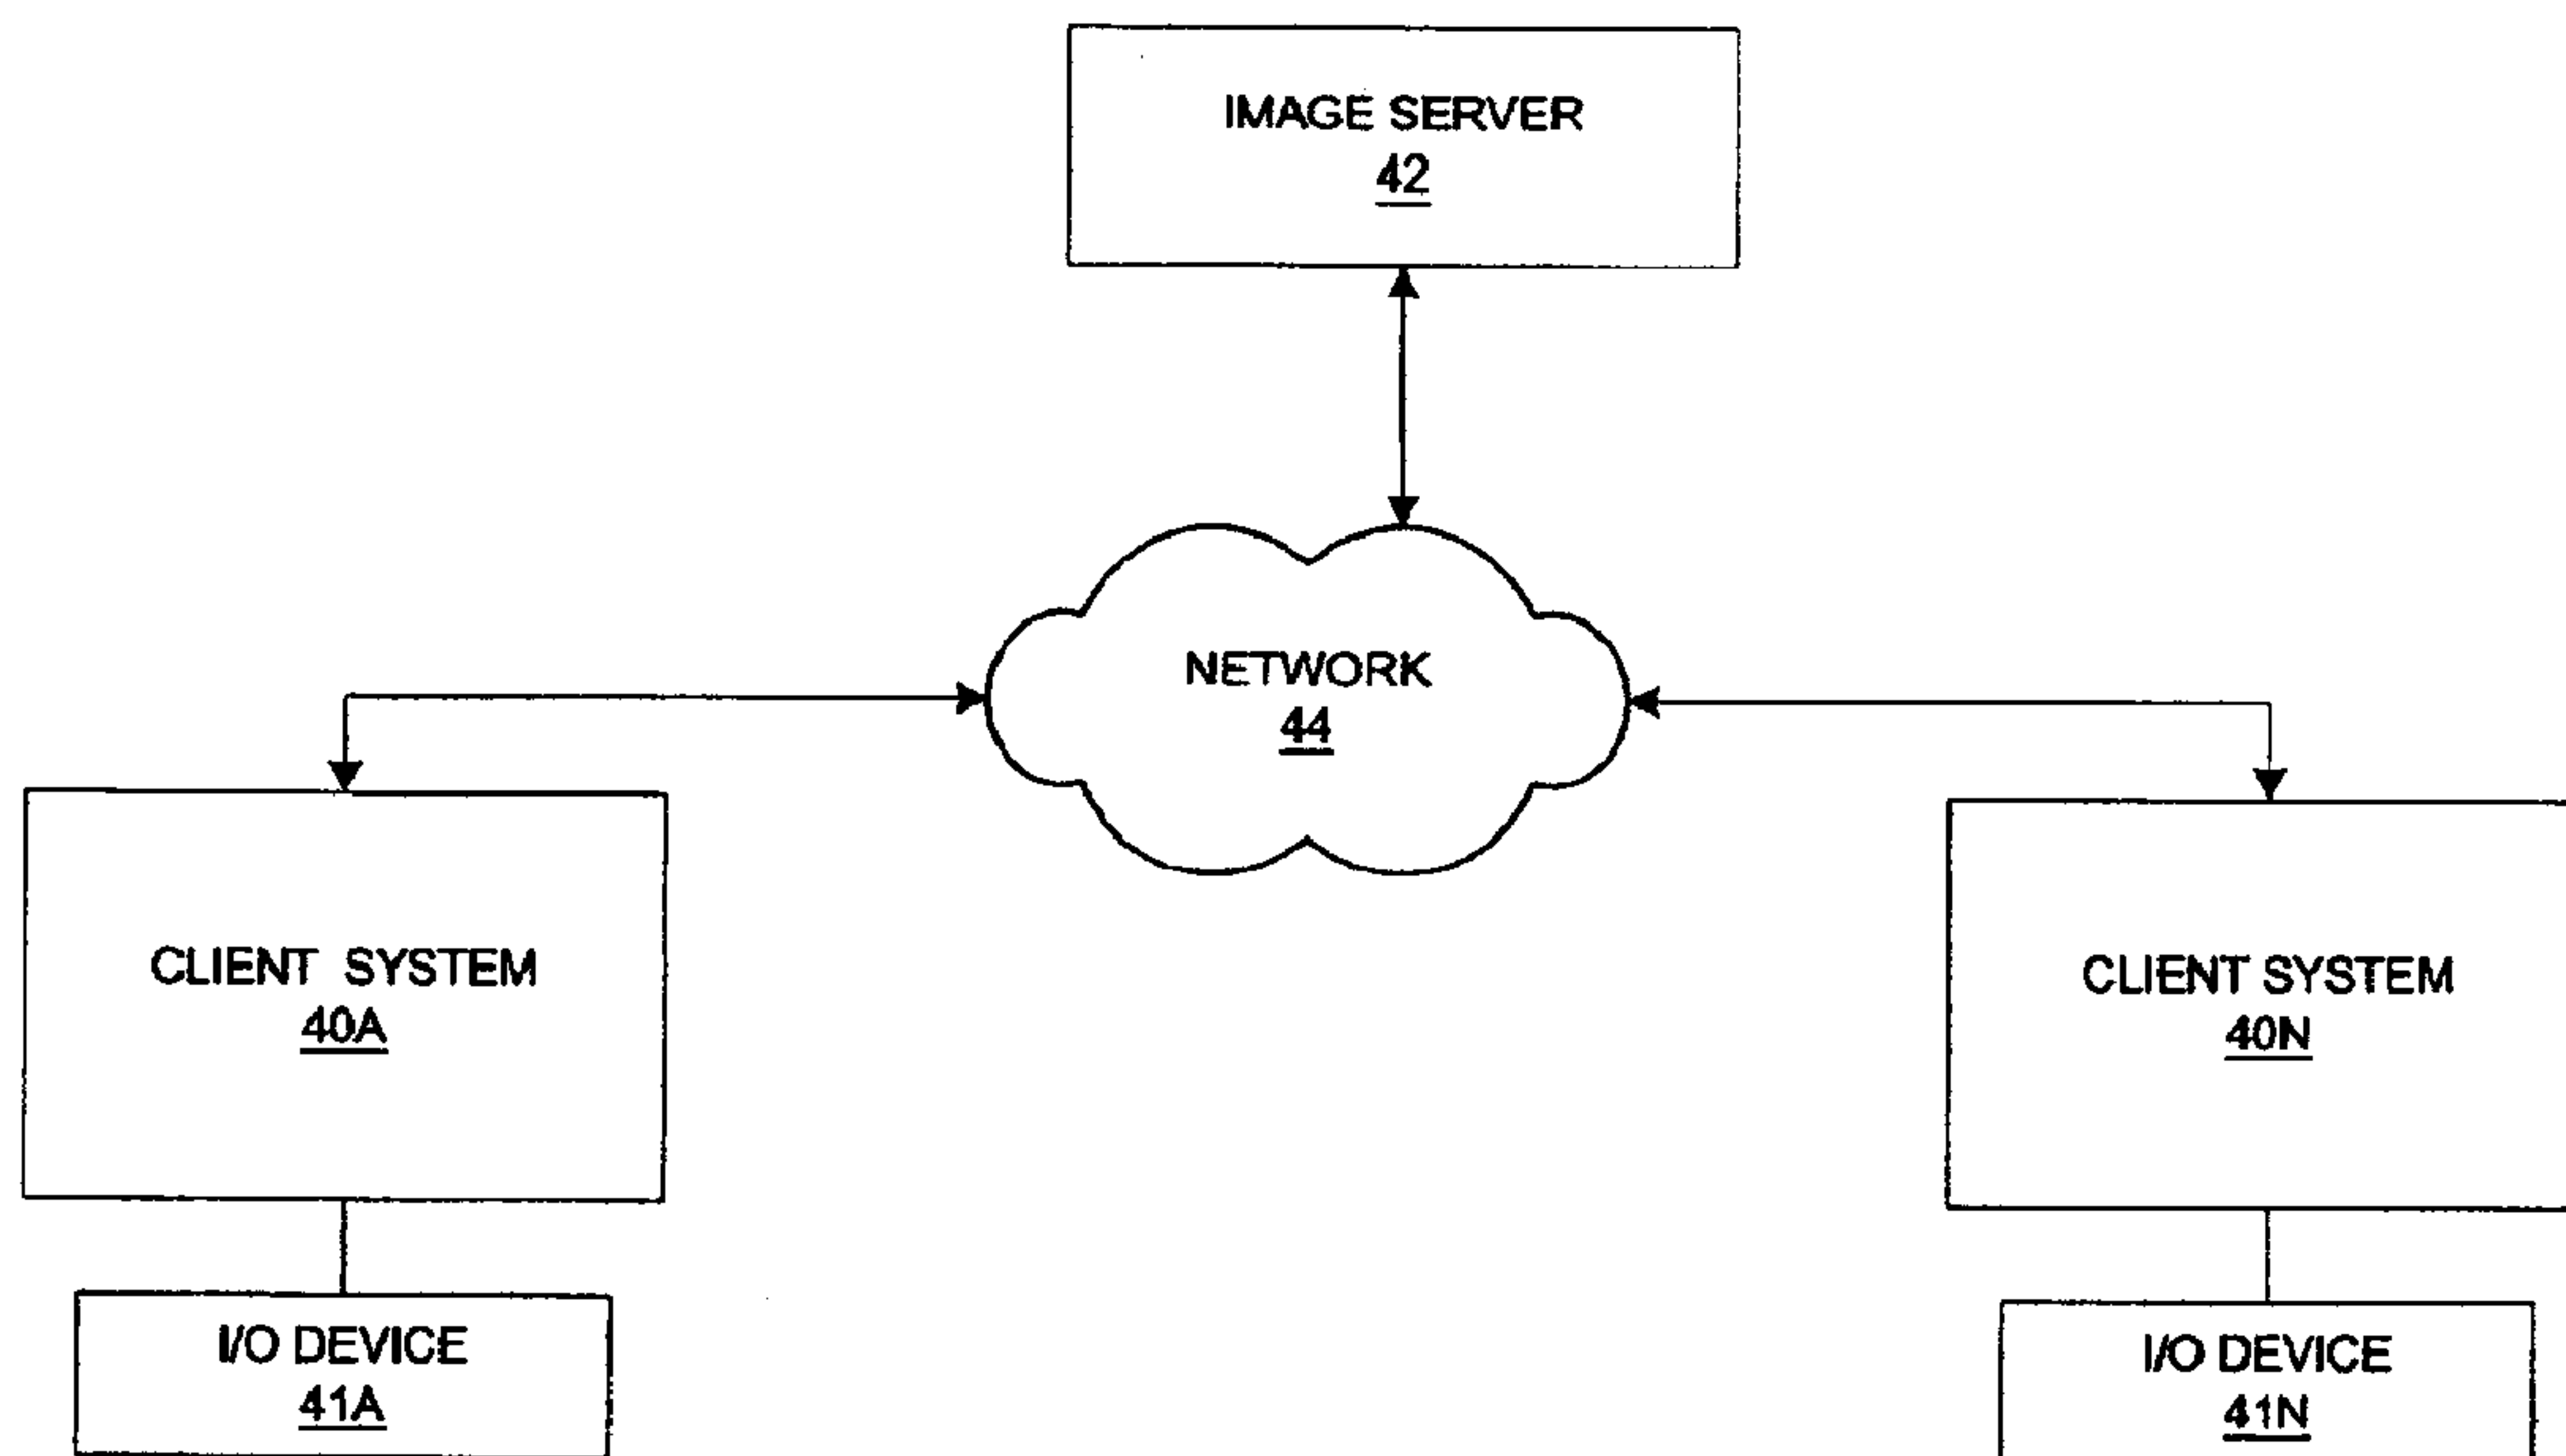 IMAGE SERVER
42
NETWORK
44
CLIENT SYSTEM
40A
CLIENT SYSTEM
40N
I/O DEVICE
41A
I/O DEVICE
41N